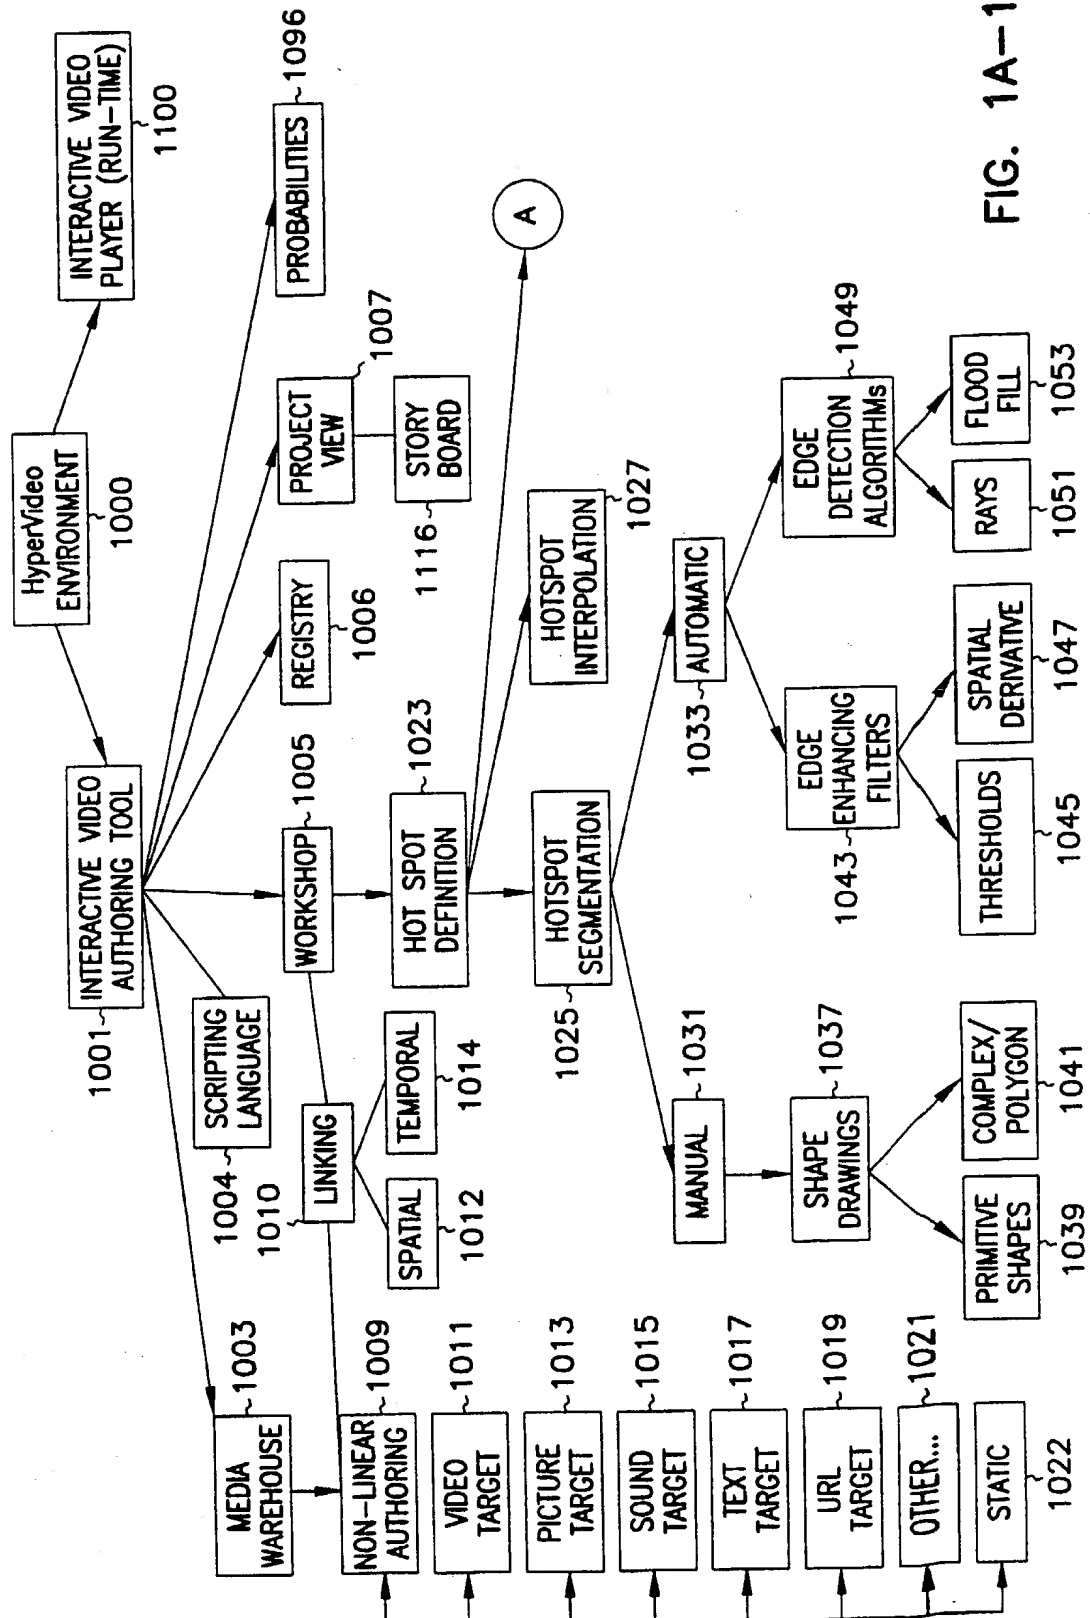 HyperVideo
ENVIRONMENT
1000
INTERACTIVE VIDEO
PLAYER (RUN-TIME)
1100
INTERACTIVE VIDEO
AUTHORING TOOL
1001
MEDIA
WAREHOUSE
1003
SCRIPTING
LANGUAGE
1004
WORKSHOP
1005
REGISTRY
1006
PROJECT
VIEW
1007
PROBABILITIES
1096
NON-LINEAR
AUTHORING
1009
LINKING
1010
SPATIAL
1012
TEMPORAL
1014
HOT SPOT
DEFINITION
1023
STORY
BOARD
1116
A
VIDEO
TARGET
1011
PICTURE
TARGET
1013
SOUND
TARGET
1015
TEXT
TARGET
1017
URL
TARGET
1019
OTHER...
1021
STATIC
1022
HOTSPOT
SEGMENTATION
1025
HOTSPOT
INTERPOLATION
1027
MANUAL
1031
AUTOMATIC
1033
SHAPE
DRAWINGS
1037
EDGE
ENHANCING
FILTERS
1043
EDGE
DETECTION
ALGORITHMs
1049
PRIMITIVE
SHAPES
1039
COMPLEX/
POLYGON
1041
THRESHOLDS
1045
SPATIAL
DERIVATIVE
1047
RAYS
1051
FLOOD
FILL
1053
FIG. 1A-1